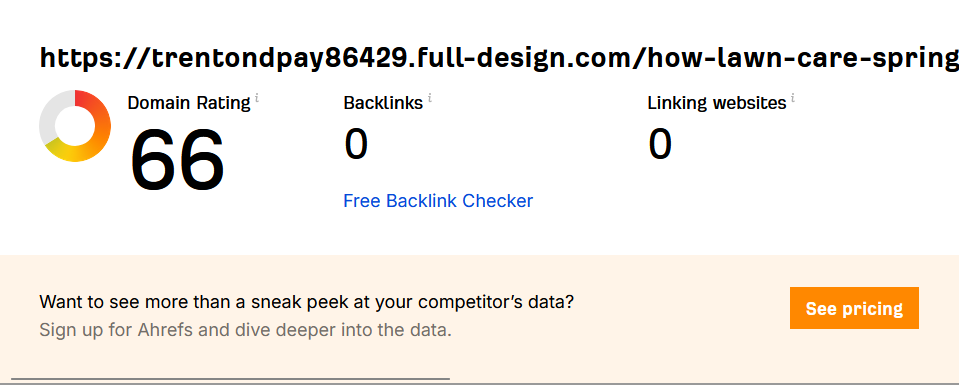 https://trentondpay86429.full-design.com/how-lawn-care-spring
Domain Rating i
66
Backlinks i
0
Free Backlink Checker
Linking websites i
0
Want to see more than a sneak peek at your competitor’s data?
Sign up for Ahrefs and dive deeper into the data.
See pricing